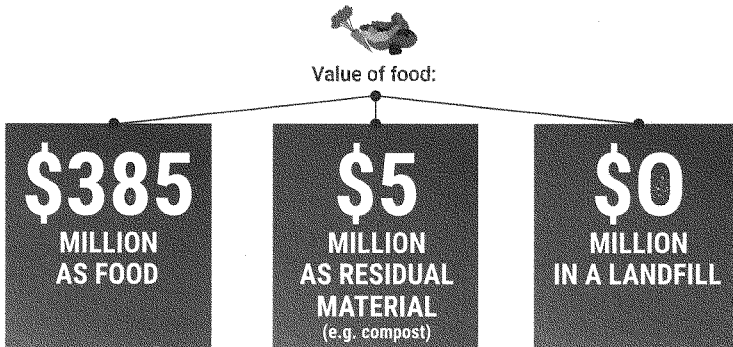 Value of food:
$385
MILLION
AS FOOD
$5
MILLION
AS RESIDUAL
MATERIAL
(e.g. compost)
$0
MILLION
IN A LANDFILL